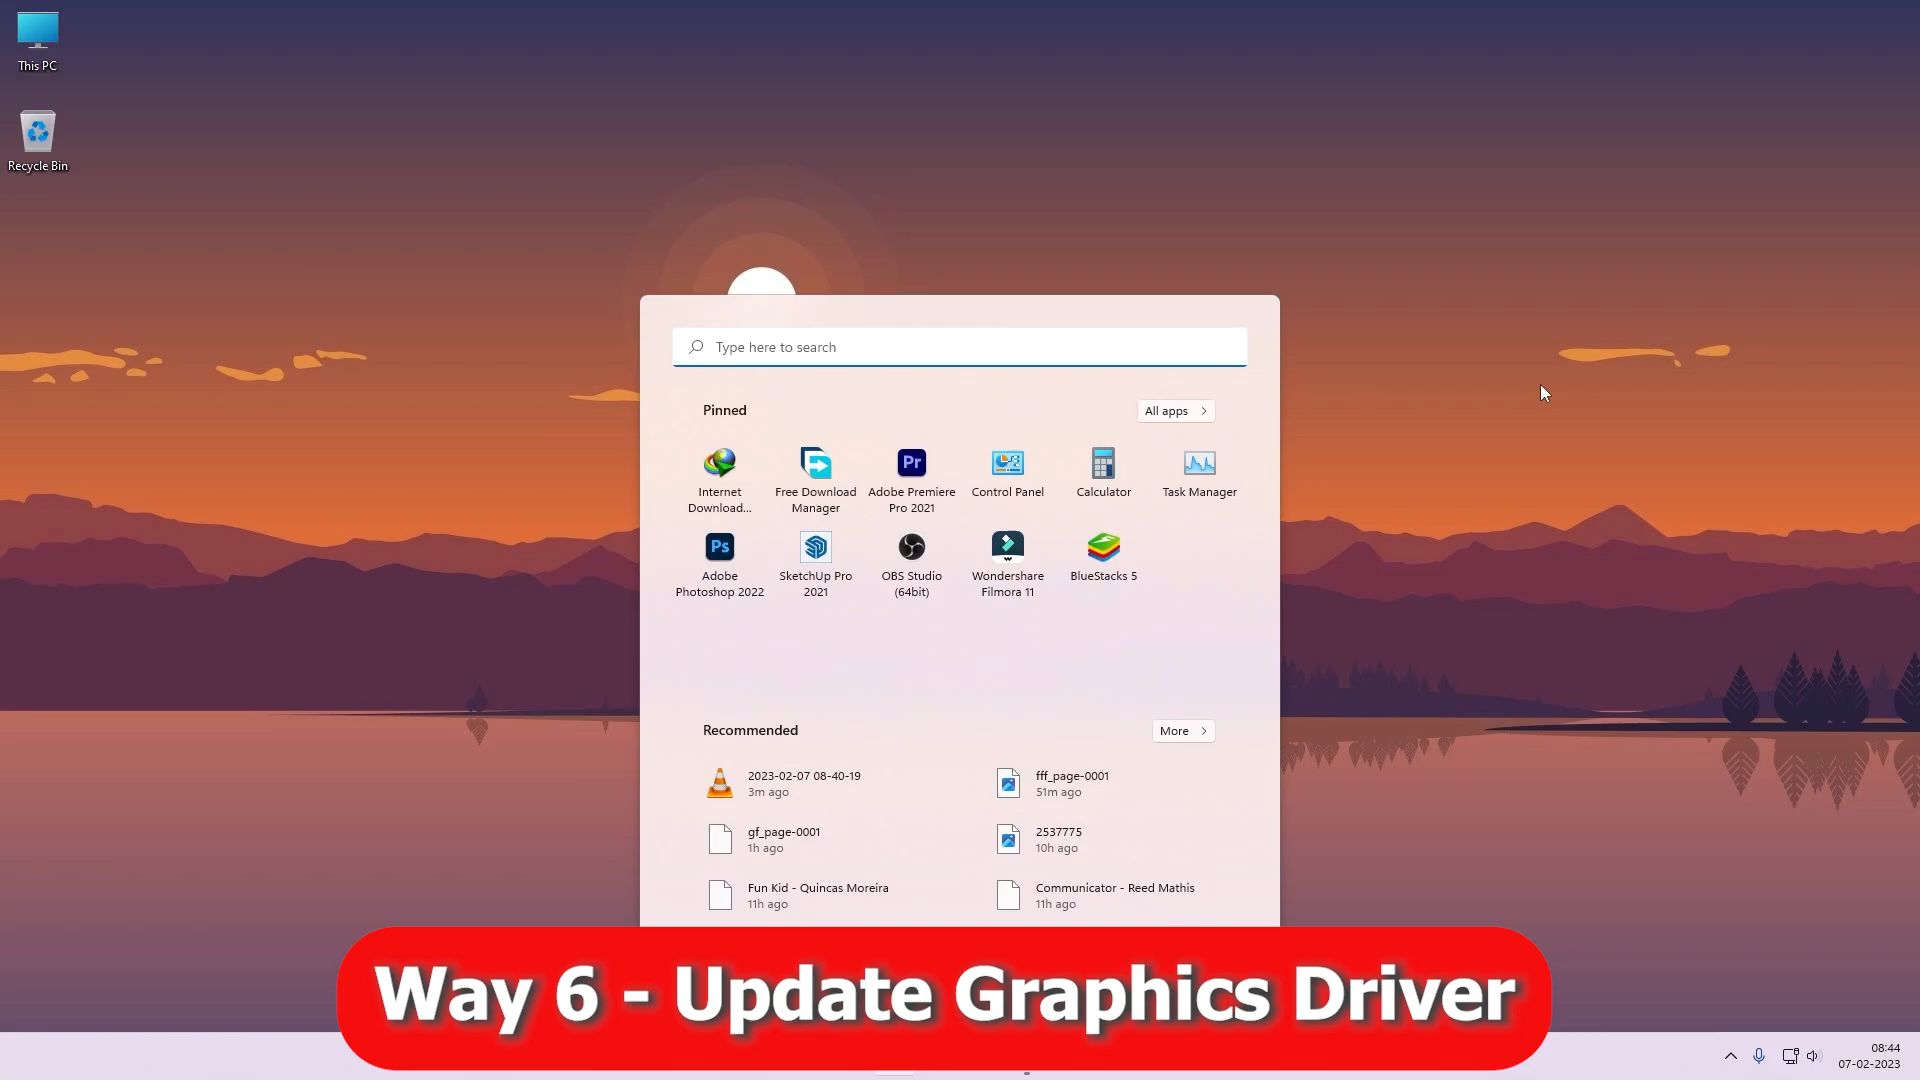 This PC
Recycle Bin
Type here to search
Pinned
All apps
Internet
Download...
Free Download
Manager
Pr
Adobe Premiere
Pro 2021
Control Panel
Calculator
Task Manager
Ps
Adobe
Photoshop 2022
SketchUp Pro
2021
OBS Studio
(64bit)
Wondershare
Filmora 11
BlueStacks 5
Recommended
More
2023-02-07 08-40-19
3m ago
fff_page-0001
51m ago
gf_page-0001
1h ago
2537775
10h ago
Fun Kid - Quincas Moreira
11h ago
Communicator - Reed Mathis
11h ago
Way 6 - Update Graphics Driver
08:44
07-02-2023